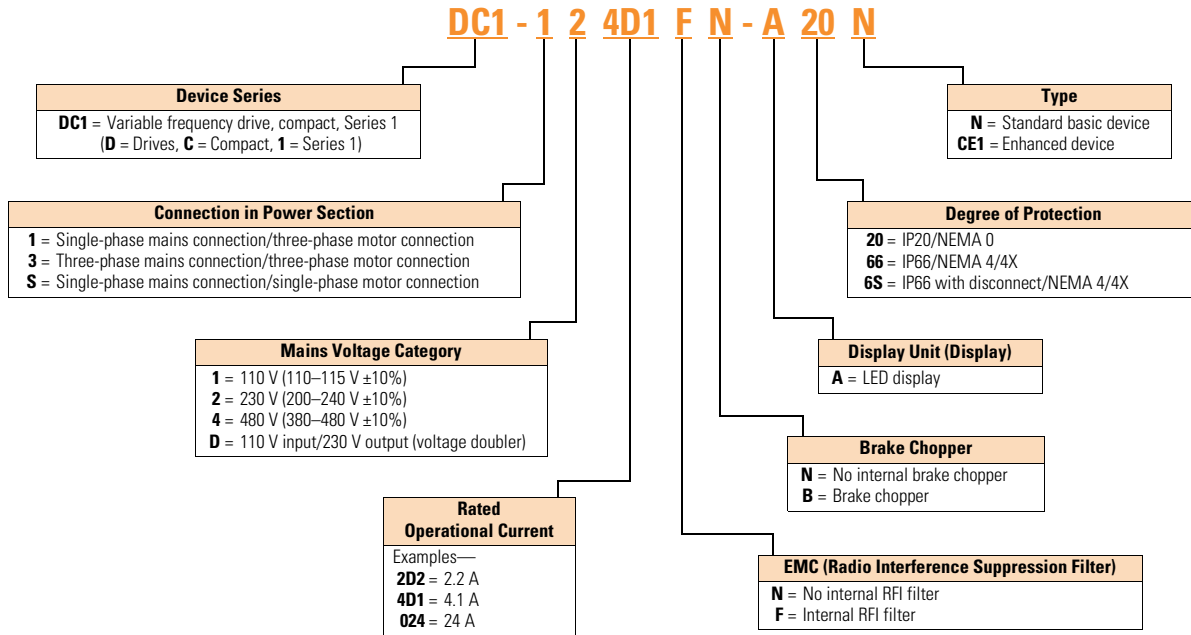 DC1 - 1 2 4D1 F N - A 20 N
Device Series
DC1 = Variable frequency drive, compact, Series 1
(D = Drives, C = Compact, 1 = Series 1)
Type
N = Standard basic device
CE1 = Enhanced device
Connection in Power Section
1 = Single-phase mains connection/three-phase motor connection
3 = Three-phase mains connection/three-phase motor connection
S = Single-phase mains connection/single-phase motor connection
Degree of Protection
20 = IP20/NEMA 0
66 = IP66/NEMA 4/4X
6S = IP66 with disconnect/NEMA 4/4X
Mains Voltage Category
1 = 110 V (110–115 V ±10%)
2 = 230 V (200–240 V ±10%)
4 = 480 V (380–480 V ±10%)
D = 110 V input/230 V output (voltage doubler)
Display Unit (Display)
A = LED display
Brake Chopper
N = No internal brake chopper
B = Brake chopper
Rated
Operational Current
Examples—
2D2 = 2.2 A
4D1 = 4.1 A
024 = 24 A
EMC (Radio Interference Suppression Filter)
N = No internal RFI filter
F = Internal RFI filter